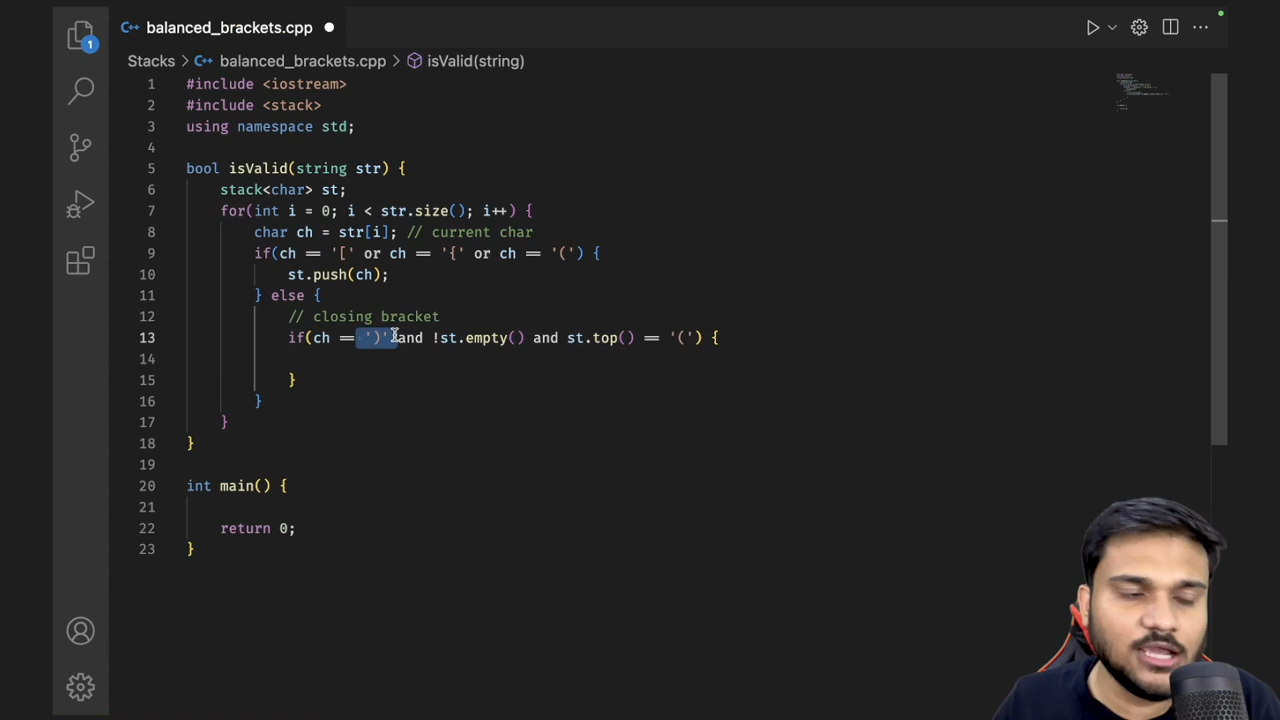 balanced_brackets.cpp
1
Stacks > balanced_brackets.cpp > isValid(string)
1 #include <iostream>
2 #include <stack>
3 using namespace std;
4
5 bool isValid(string str) {
6 stack<char> st;
7 for(int i = 0; i < str.size(); i++) {
8 char ch = str[i]; // current char
9 if(ch == '[' or ch == '{' or ch == '(') {
10 st.push(ch);
11 } else {
12 // closing bracket
13 if(ch == ')' and !st.empty() and st.top() == '(') {
14
15 }
16 }
17 }
18 }
19
20 int main() {
21
22 return 0;
23 }